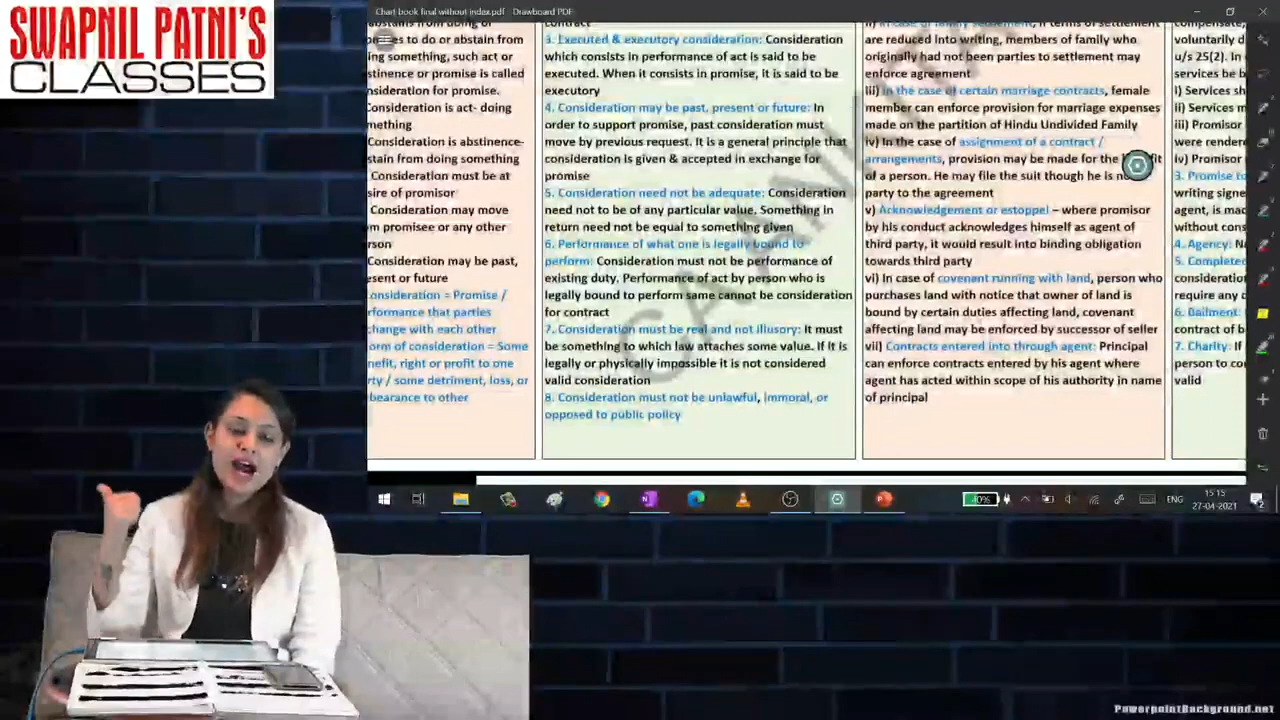 SWAPNIL PATNI'S
CLASSES
Chart book final without index.pdf - Drawboard PDF
to do or abstain from
something, such act or
or promise is called
for promise.
Consideration is act- doing
Consideration is abstinence-
from doing something
Consideration must be at
of promisor
Consideration may move
promisee or any other
Consideration may be past,
or future
= Promise /
that parties
with each other
of consideration = Some
right or profit to one
/ some detriment, loss, or
to other
contract
3. Executed & executory consideration: Consideration
which consists in performance of act is said to be
executed. When it consists in promise, it is said to be
executory
4. Consideration may be past, present or future: In
order to support promise, past consideration must
move by previous request. It is a general principle that
consideration is given & accepted in exchange for
promise
5. Consideration need not be adequate: Consideration
need not to be of any particular value. Something in
return need not be equal to something given
6. Performance of what one is legally bound to
perform: Consideration must not be performance of
existing duty. Performance of act by person who is
legally bound to perform same cannot be consideration
for contract
7. Consideration must be real and not illusory: It must
be something to which law attaches some value. If it is
legally or physically impossible it is not considered
valid consideration
8. Consideration must not be unlawful, immoral, or
opposed to public policy
ii) In case of family settlement, if terms of settlement
are reduced into writing, members of family who
originally had not been parties to settlement may
enforce agreement
iii) In the case of certain marriage contracts, female
member can enforce provision for marriage expenses
made on the partition of Hindu Undivided Family
iv) In the case of assignment of a contract /
arrangements, provision may be made for the
of a person. He may file the suit though he is
party to the agreement
v) Acknowledgement or estoppel – where promisor
by his conduct acknowledges himself as agent of
third party, it would result into binding obligation
towards third party
vi) In case of covenant running with land, person who
purchases land with notice that owner of land is
bound by certain duties affecting land, covenant
affecting land may be enforced by successor of seller
vii) Contracts entered into through agent: Principal
can enforce contracts entered by his agent where
agent has acted within scope of his authority in name
of principal
voluntarily d
u/s 25(2). In
services be b
i) Services sh
ii) Services m
iii) Promisor
were render
iv) Promisor
3. Promise to
writing signe
agent, is mad
without cons
4. Agency: N
5. Completed
consideration
require any c
6. Bailment:
contract of b
7. Charity: If
person to co
valid
40%
ENG
15:15
27-04-2021
PowerpointBackground.net